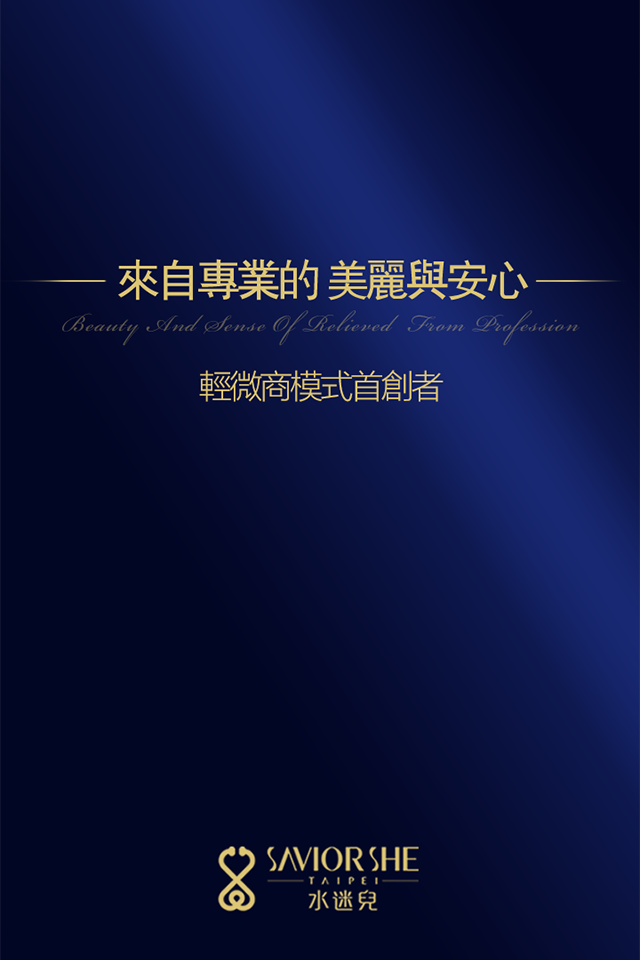 來自專業的 美麗與安心
Beauty And Sense Of Relieved From Profession
輕微商模式首創者
SAVIOR SHE
TAIPEI
水迷兒